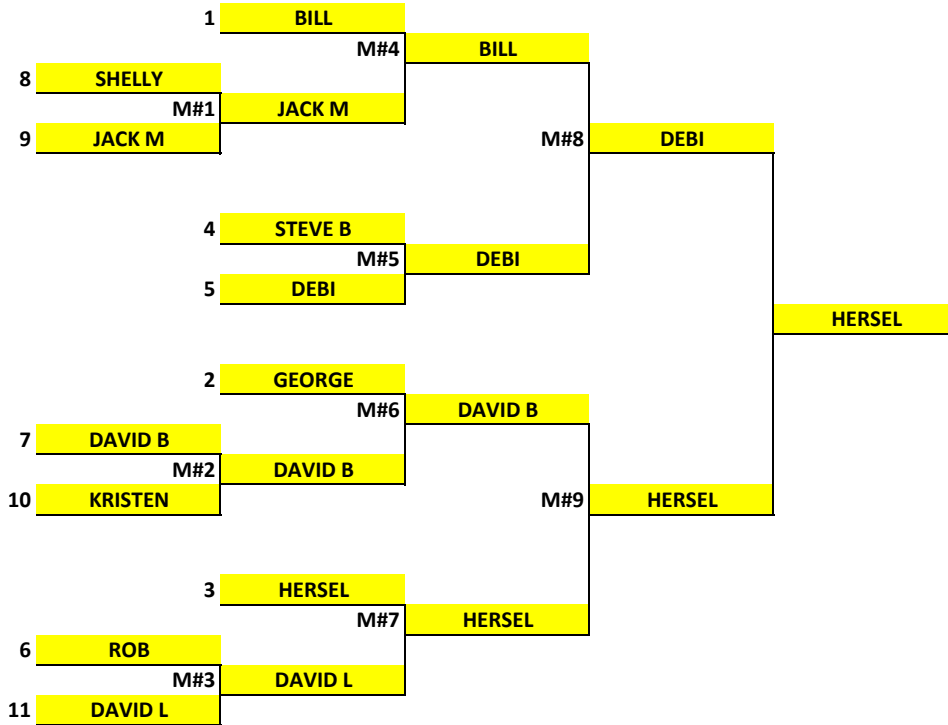 1 BILL
M#4 BILL
8 SHELLY
M#1 JACK M
9 JACK M
M#8 DEBI
4 STEVE B
M#5 DEBI
5 DEBI
HERSEL
2 GEORGE
M#6 DAVID B
7 DAVID B
M#2 DAVID B
10 KRISTEN
M#9 HERSEL
3 HERSEL
M#7 HERSEL
6 ROB
M#3 DAVID L
11 DAVID L